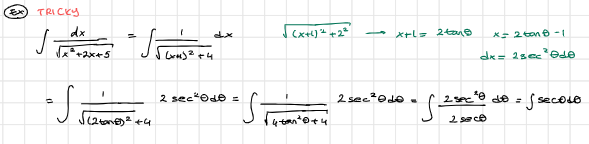 Ex TRICKY
∫ dx/√(x²+2x+5) = ∫ 1/√((x+1)²+4) dx √((x+1)²+2²) → x+1 = 2tanθ x = 2tanθ-1
dx = 2sec²θdθ
= ∫ 1/√((2tanθ)²+4) 2sec²θdθ = ∫ 1/√(4tan²θ+4) 2sec²θdθ = ∫ 2sec²θ/2secθ dθ = ∫secθdθ